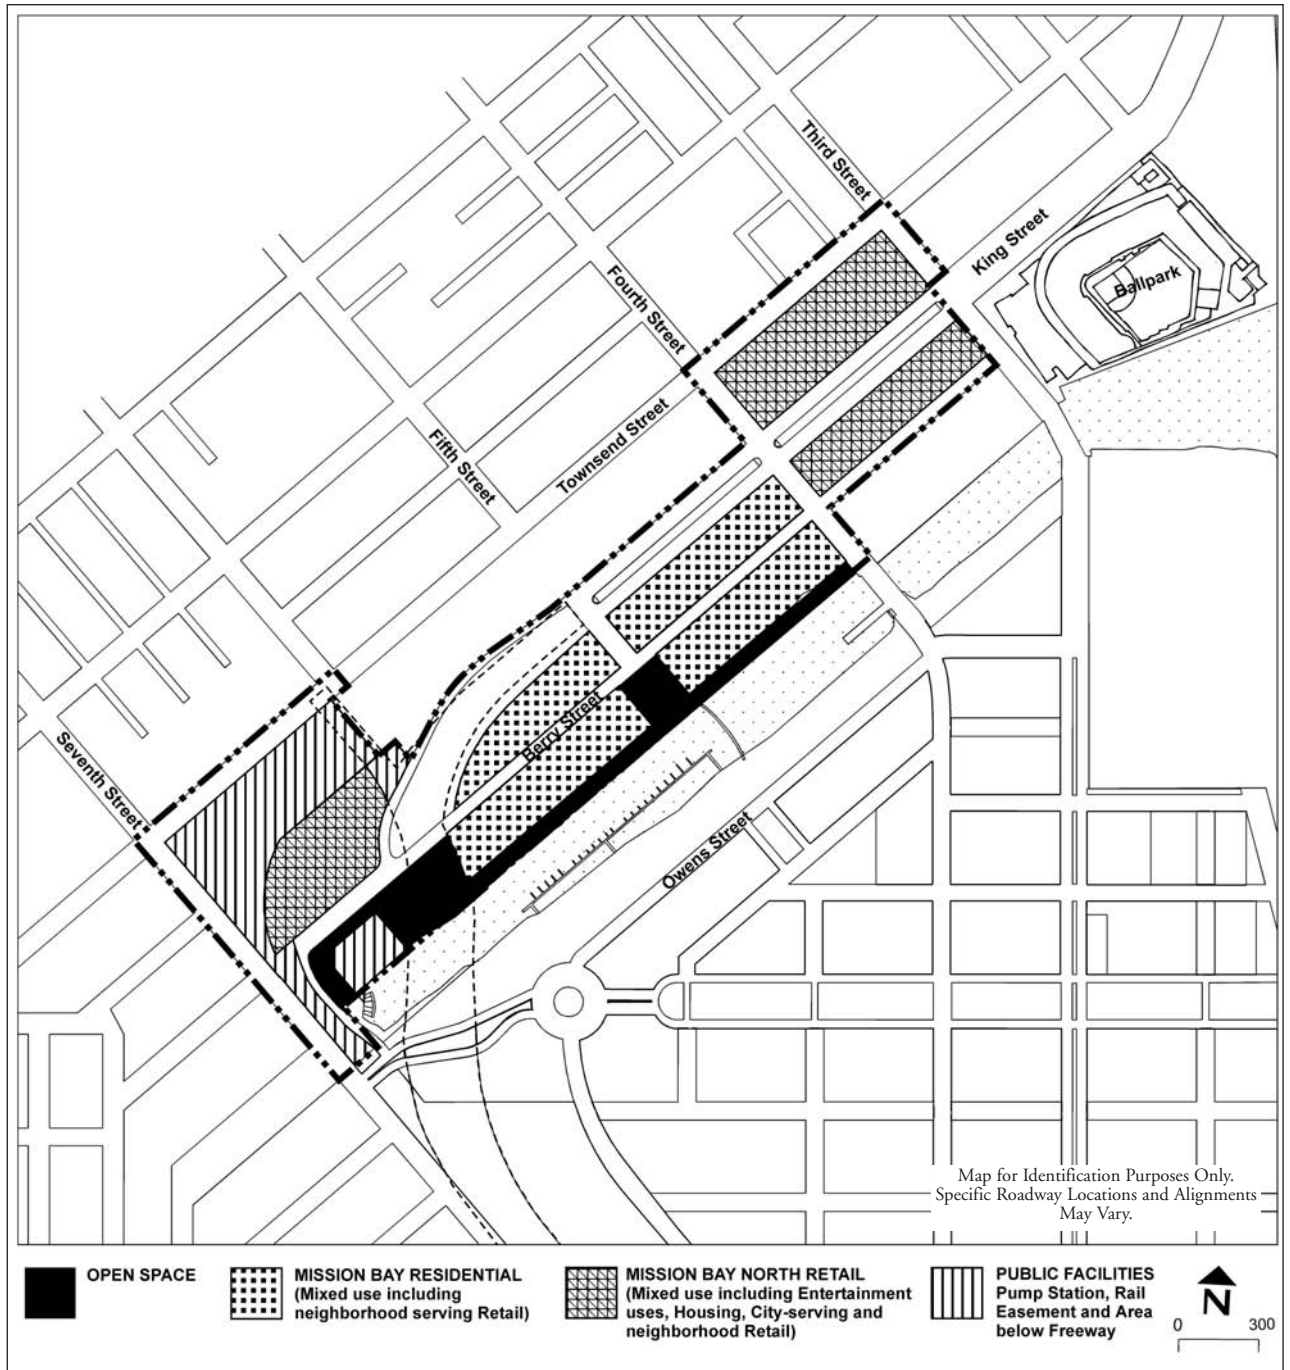 Third Street
King Street
Ballpark
Fourth Street
Townsend Street
Fifth Street
Berry Street
Seventh Street
Owens Street
Map for Identification Purposes Only.
Specific Roadway Locations and Alignments
May Vary.
OPEN SPACE
MISSION BAY RESIDENTIAL
(Mixed use including
neighborhood serving Retail)
MISSION BAY NORTH RETAIL
(Mixed use including Entertainment
uses, Housing, City-serving and
neighborhood Retail)
PUBLIC FACILITIES
Pump Station, Rail
Easement and Area
below Freeway
N
0 300